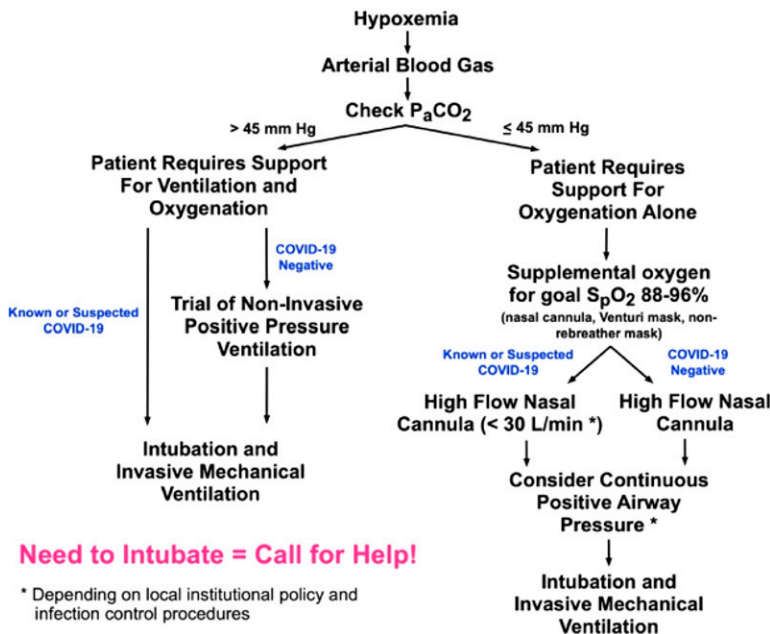 Hypoxemia
Arterial Blood Gas
Check PaCO2
> 45 mm Hg
≤ 45 mm Hg
Patient Requires Support
For Ventilation and
Oxygenation
Patient Requires
Support For
Oxygenation Alone
COVID-19
Negative
Known or Suspected
COVID-19
Trial of Non-Invasive
Positive Pressure
Ventilation
Supplemental oxygen
for goal SpO2 88-96%
(nasal cannula, Venturi mask, non-
rebreather mask)
Known or Suspected
COVID-19
COVID-19
Negative
High Flow Nasal
Cannula (< 30 L/min *)
High Flow Nasal
Cannula
Intubation and
Invasive Mechanical
Ventilation
Consider Continuous
Positive Airway
Pressure *
Intubation and
Invasive Mechanical
Ventilation
Need to Intubate = Call for Help!
* Depending on local institutional policy and
infection control procedures